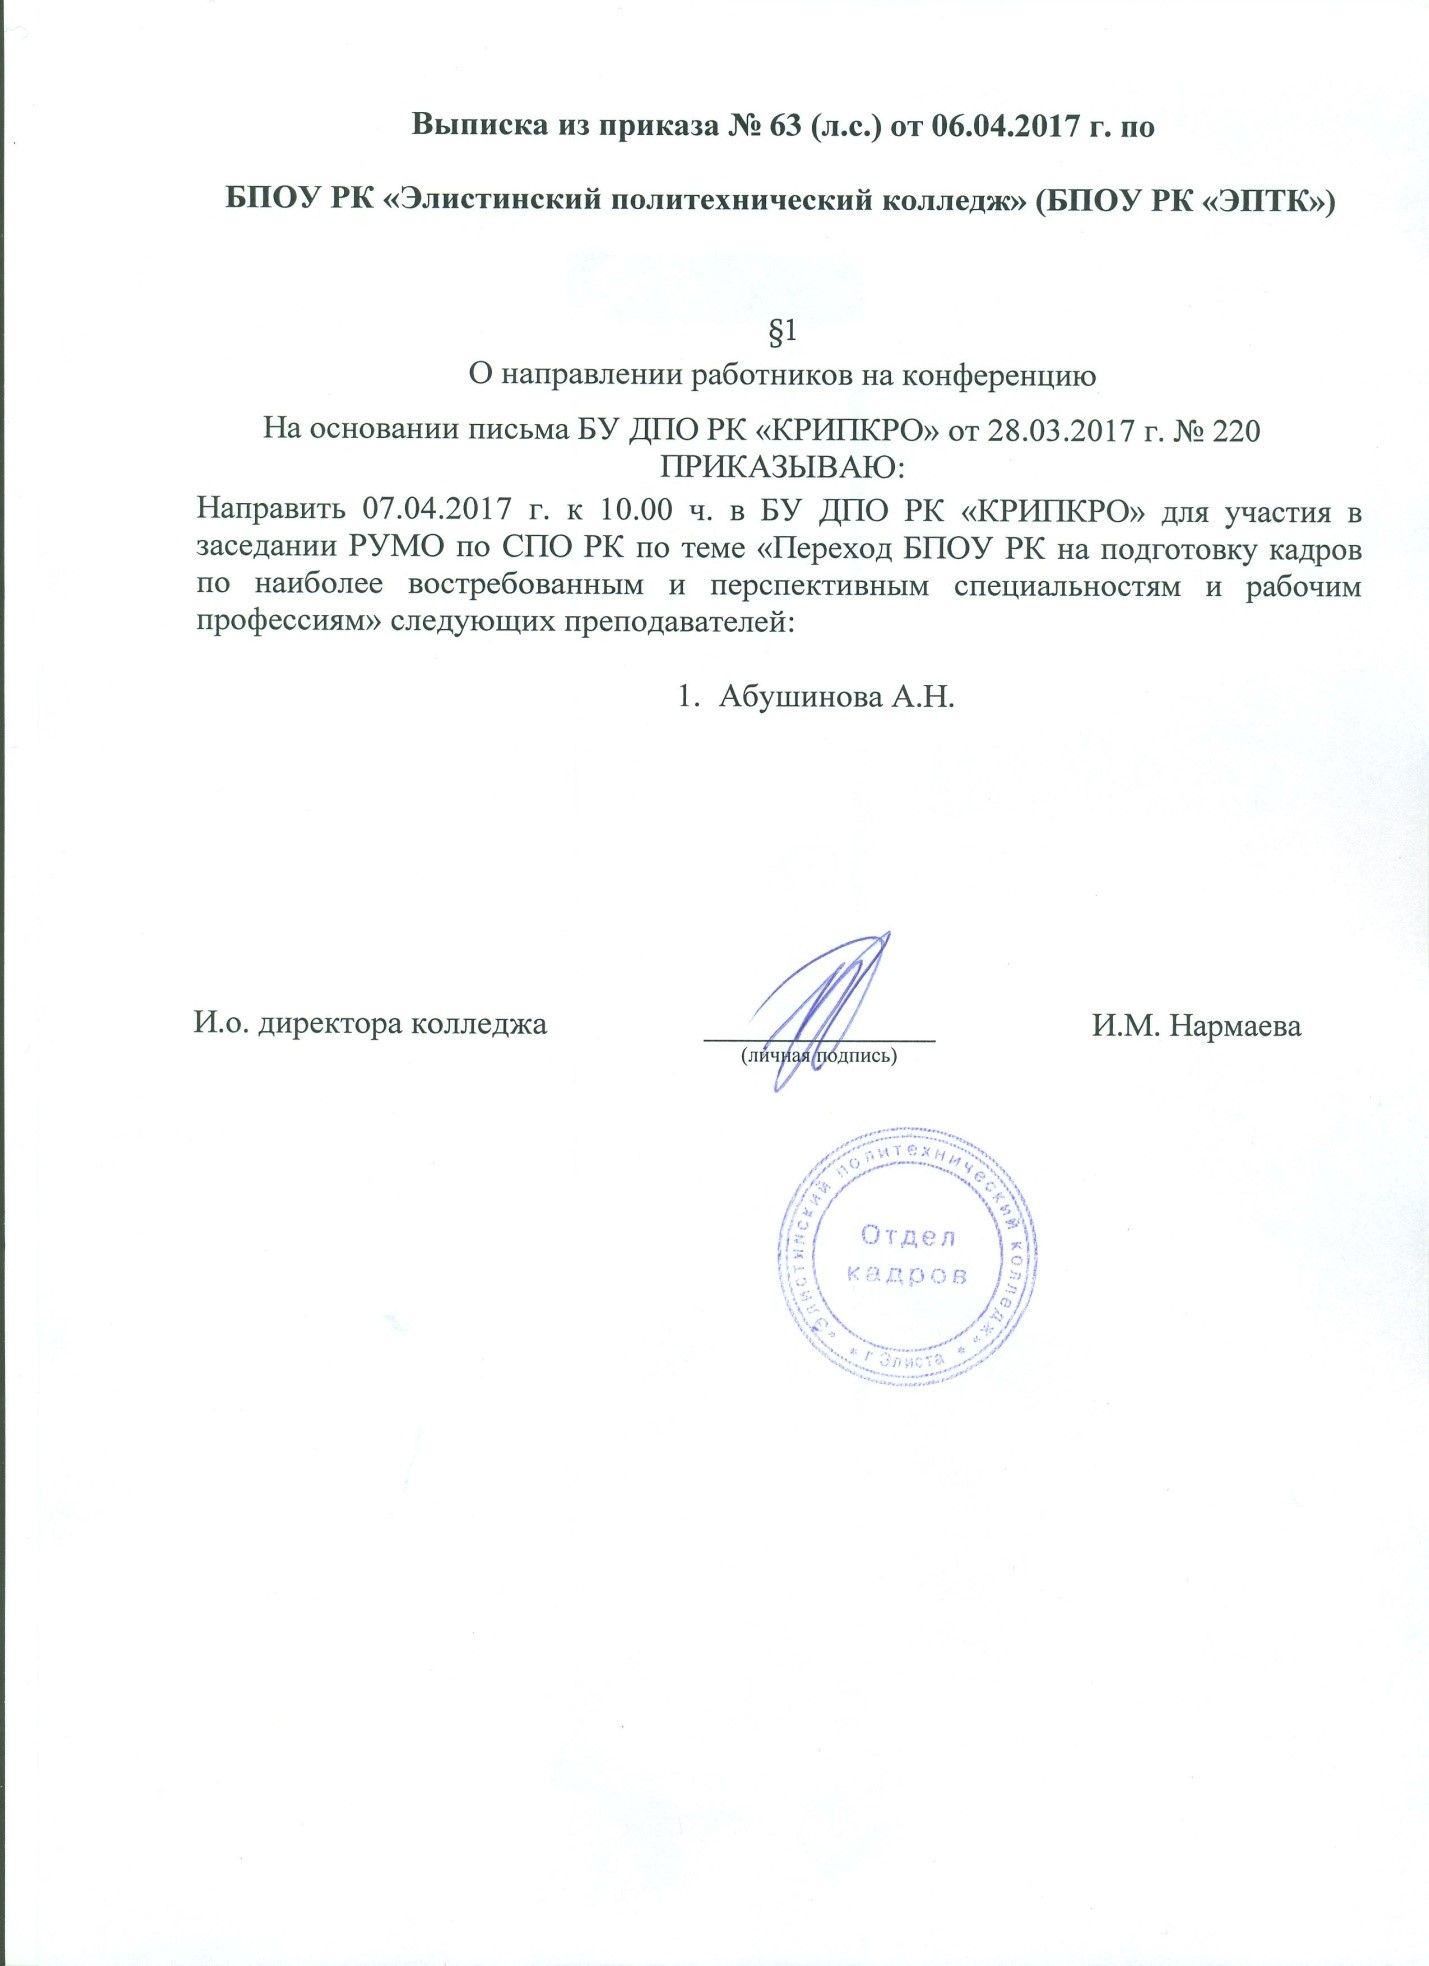 Выписка из приказа № 63 (л.с.) от 06.04.2017 г. по
БПОУ РК «Элистинский политехнический колледж» (БПОУ РК «ЭПТК»)
§1
О направлении работников на конференцию
На основании письма БУ ДПО РК «КРИПКРО» от 28.03.2017 г. № 220
ПРИКАЗЫВАЮ:
Направить 07.04.2017 г. к 10.00 ч. в БУ ДПО РК «КРИПКРО» для участия в
заседании РУМО по СПО РК по теме «Переход БПОУ РК на подготовку кадров
по наиболее востребованным и перспективным специальностям и рабочим
профессиям» следующих преподавателей:
1. Абушинова А.Н.
И.о. директора колледжа
(личная подпись)
И.М. Нармаева
«Элистинский политехнический колледж»
Отдел
кадров
* г Элиста *